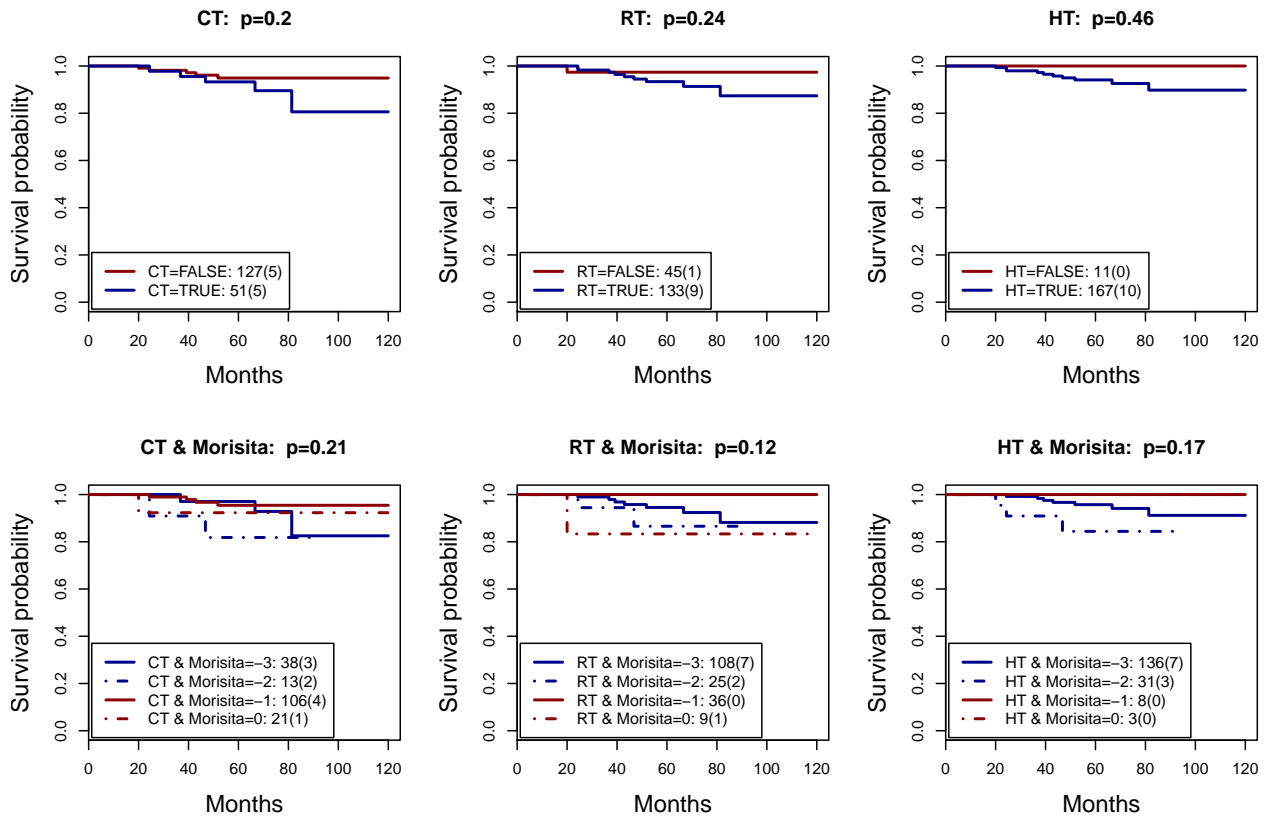 CT:  p=0.2
Survival probability
0.0 0.2 0.4 0.6 0.8 1.0
CT=FALSE: 127(5)
CT=TRUE: 51(5)
0 20 40 60 80 100 120
Months
RT:  p=0.24
Survival probability
0.0 0.2 0.4 0.6 0.8 1.0
RT=FALSE: 45(1)
RT=TRUE: 133(9)
0 20 40 60 80 100 120
Months
HT:  p=0.46
Survival probability
0.0 0.2 0.4 0.6 0.8 1.0
HT=FALSE: 11(0)
HT=TRUE: 167(10)
0 20 40 60 80 100 120
Months
CT & Morisita:  p=0.21
Survival probability
0.0 0.2 0.4 0.6 0.8 1.0
CT & Morisita=−3: 38(3)
CT & Morisita=−2: 13(2)
CT & Morisita=−1: 106(4)
CT & Morisita=0: 21(1)
0 20 40 60 80 100 120
Months
RT & Morisita:  p=0.12
Survival probability
0.0 0.2 0.4 0.6 0.8 1.0
RT & Morisita=−3: 108(7)
RT & Morisita=−2: 25(2)
RT & Morisita=−1: 36(0)
RT & Morisita=0: 9(1)
0 20 40 60 80 100 120
Months
HT & Morisita:  p=0.17
Survival probability
0.0 0.2 0.4 0.6 0.8 1.0
HT & Morisita=−3: 136(7)
HT & Morisita=−2: 31(3)
HT & Morisita=−1: 8(0)
HT & Morisita=0: 3(0)
0 20 40 60 80 100 120
Months